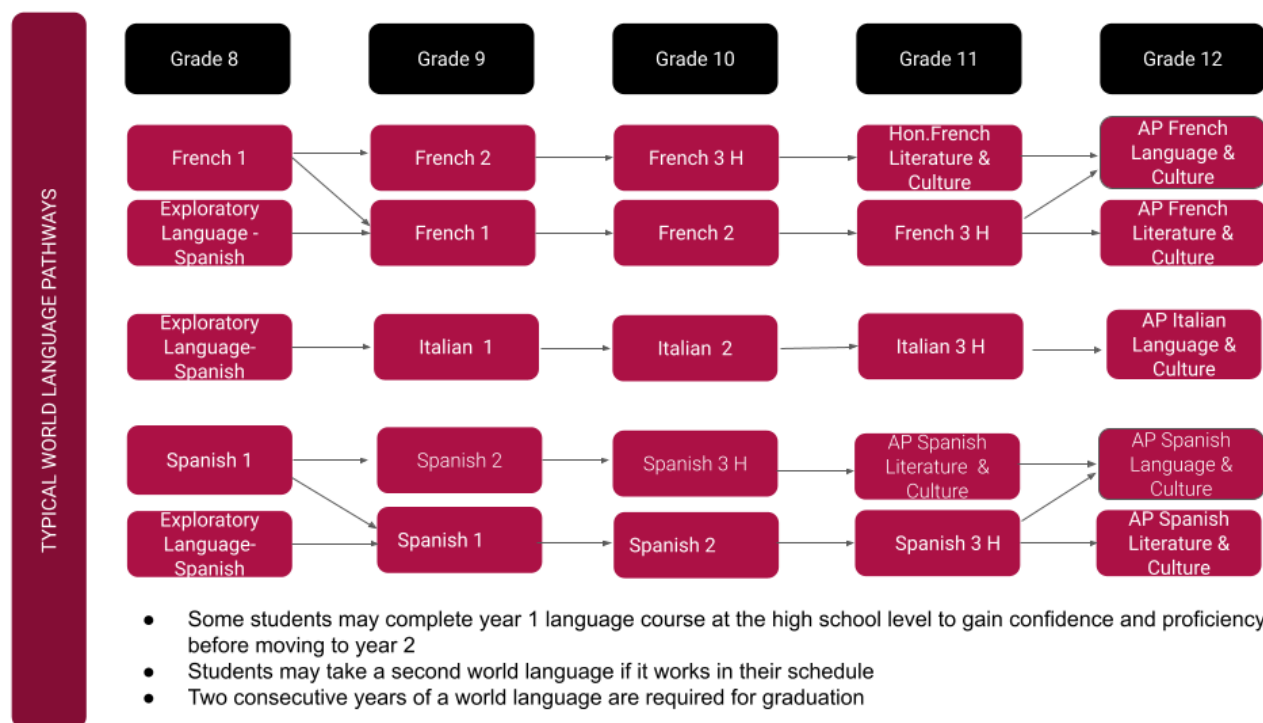 TYPICAL WORLD LANGUAGE PATHWAYS
Grade 8
Grade 9
Grade 10
Grade 11
Grade 12
French 1
French 2
French 3 H
Hon.French
Literature &
Culture
AP French
Language &
Culture
Exploratory
Language -
Spanish
French 1
French 2
French 3 H
AP French
Literature &
Culture
Exploratory
Language-
Spanish
Italian 1
Italian 2
Italian 3 H
AP Italian
Language &
Culture
Spanish 1
Spanish 2
Spanish 3 H
AP Spanish
Literature &
Culture
AP Spanish
Language &
Culture
Exploratory
Language-
Spanish
Spanish 1
Spanish 2
Spanish 3 H
AP Spanish
Literature &
Culture
● Some students may complete year 1 language course at the high school level to gain confidence and proficiency
before moving to year 2
● Students may take a second world language if it works in their schedule
● Two consecutive years of a world language are required for graduation